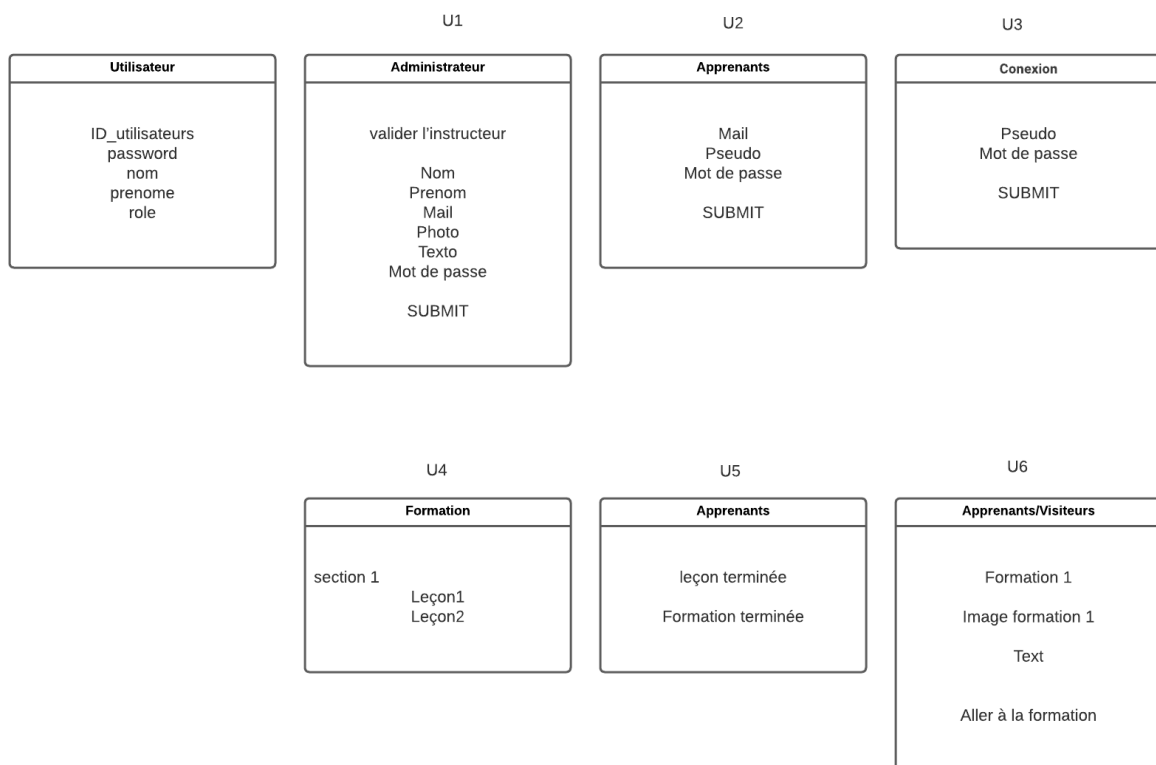 U1
U2
U3
Utilisateur
ID_utilisateurs
password
nom
prenome
role
Administrateur
valider l'instructeur
Nom
Prenom
Mail
Photo
Texto
Mot de passe
SUBMIT
Apprenants
Mail
Pseudo
Mot de passe
SUBMIT
Conexion
Pseudo
Mot de passe
SUBMIT
U4
U5
U6
Formation
section 1
Leçon1
Leçon2
Apprenants
leçon terminée
Formation terminée
Apprenants/Visiteurs
Formation 1
Image formation 1
Text
Aller à la formation